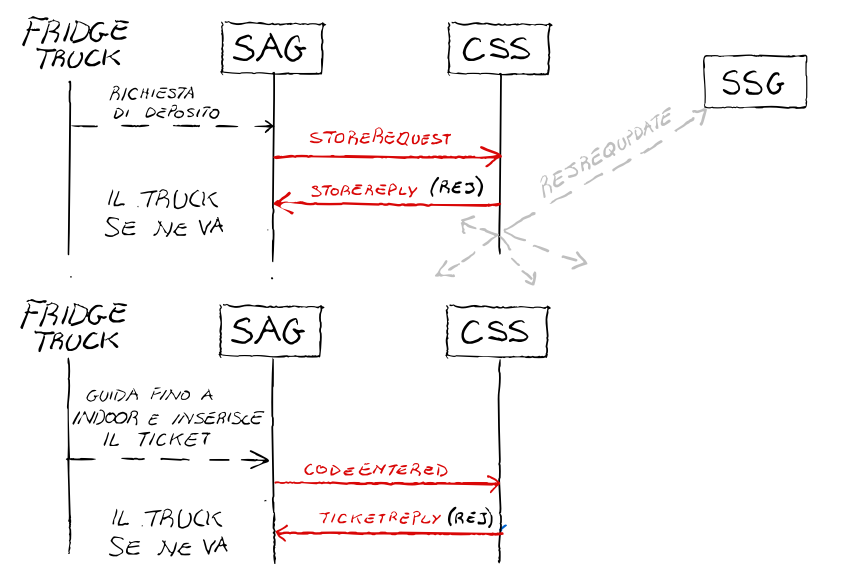 FRIDGE TRUCK
SAG
CSS
SSG
RICHIESTA
DI DEPOSITO
STOREREQUEST
RESREQUPDATE
STOREREPLY (REJ)
IL TRUCK
SE NE VA
FRIDGE TRUCK
SAG
CSS
GUIDA FINO A
INDOOR E INSERISCE
IL TICKET
CODEENTERED
TICKETREPLY (REJ)
IL TRUCK
SE NE VA